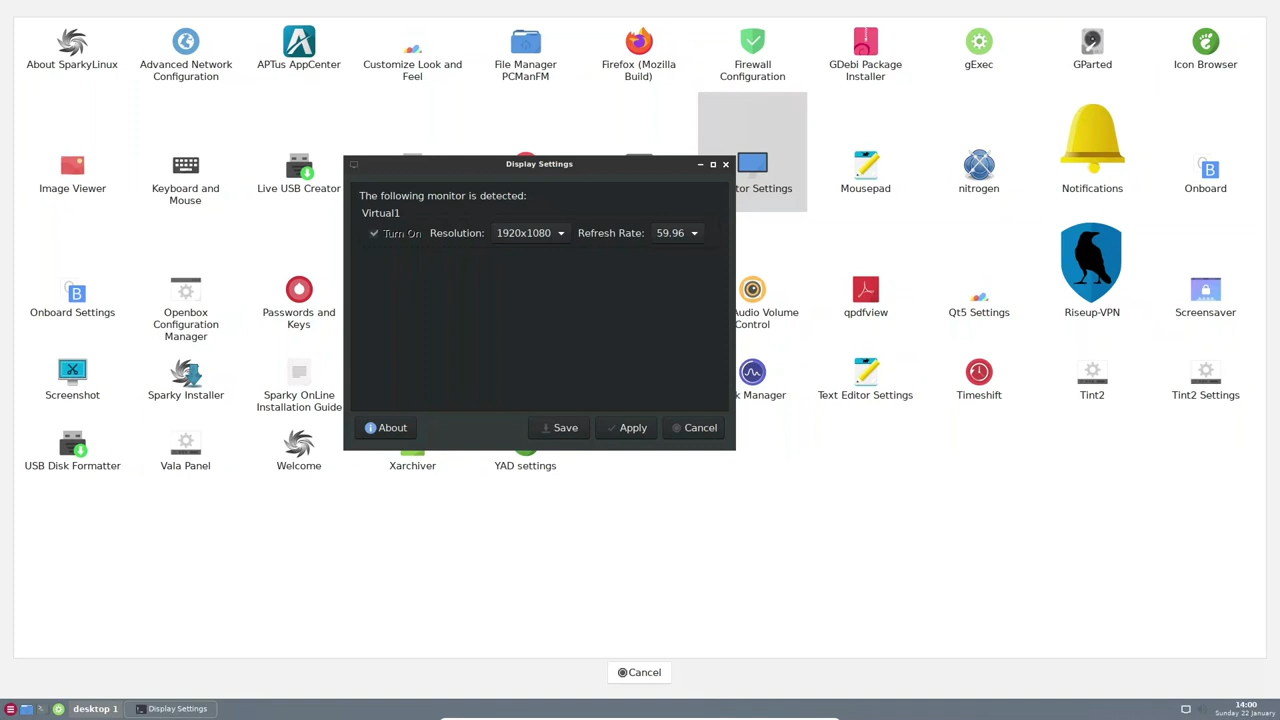 About SparkyLinux
Advanced Network
Configuration
APTus AppCenter
Customize Look and
Feel
File Manager
PCManFM
Firefox (Mozilla
Build)
Firewall
Configuration
GDebi Package
Installer
gExec
GParted
Icon Browser
Image Viewer
Keyboard and
Mouse
Live USB Creator
tor Settings
Mousepad
nitrogen
Notifications
Onboard
Display Settings
The following monitor is detected:
Virtual1
Turn On Resolution: 1920x1080 Refresh Rate: 59.96
About
Save
Apply
Cancel
Onboard Settings
Openbox
Configuration
Manager
Passwords and
Keys
Audio Volume
Control
qpdfview
Qt5 Settings
Riseup-VPN
Screensaver
Screenshot
Sparky Installer
Sparky OnLine
Installation Guide
k Manager
Text Editor Settings
Timeshift
Tint2
Tint2 Settings
USB Disk Formatter
Vala Panel
Welcome
Xarchiver
YAD settings
Cancel
desktop 1
Display Settings
14:00
Sunday 22 January